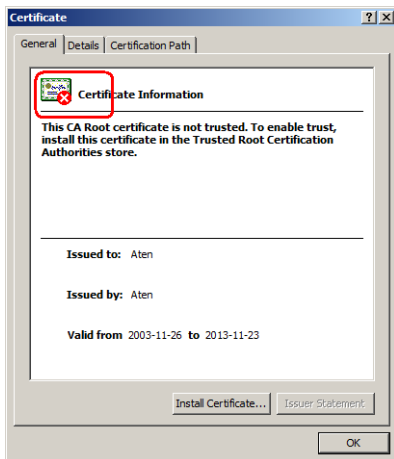 Certificate
General Details Certification Path
Certificate Information
This CA Root certificate is not trusted. To enable trust,
install this certificate in the Trusted Root Certification
Authorities store.
Issued to: Aten
Issued by: Aten
Valid from 2003-11-26 to 2013-11-23
Install Certificate... Issuer Statement
OK